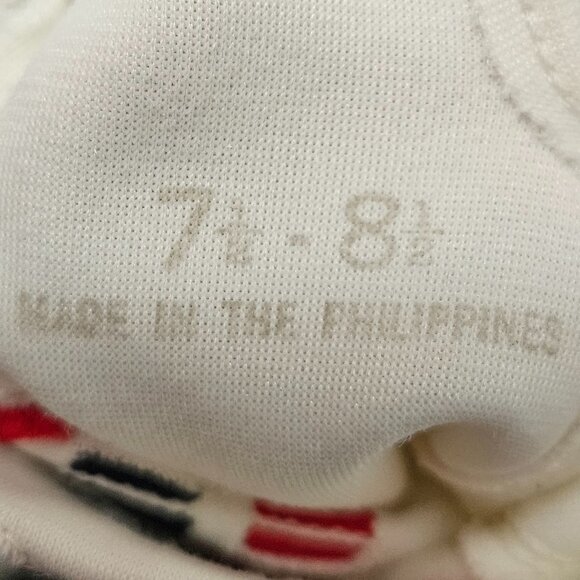 7½ - 8½
MADE IN THE PHILIPPINES